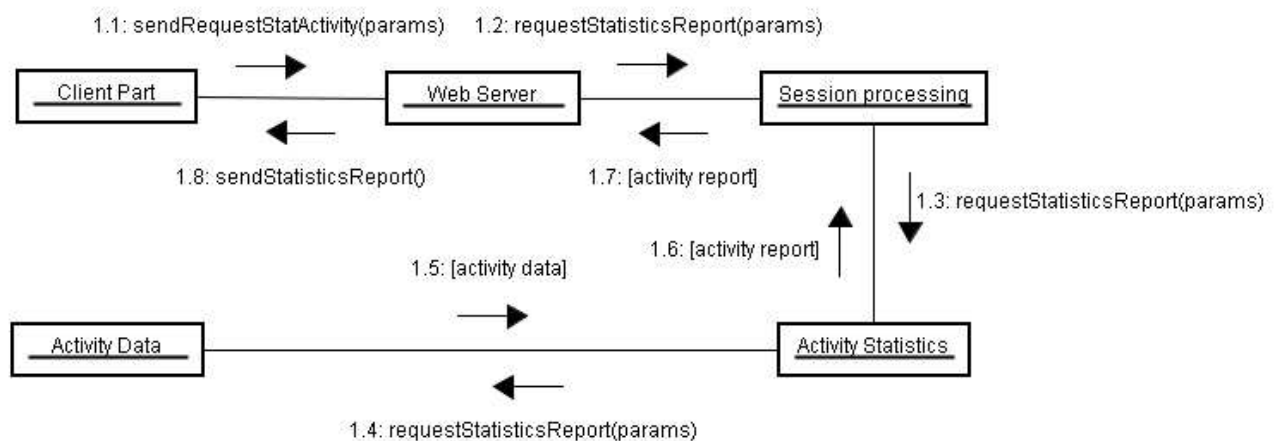 1.1: sendRequestStatActivity(params)
1.2: requestStatisticsReport(params)
Client Part
Web Server
Session processing
1.8: sendStatisticsReport()
1.7: [activity report]
1.3: requestStatisticsReport(params)
1.6: [activity report]
1.5: [activity data]
Activity Data
Activity Statistics
1.4: requestStatisticsReport(params)